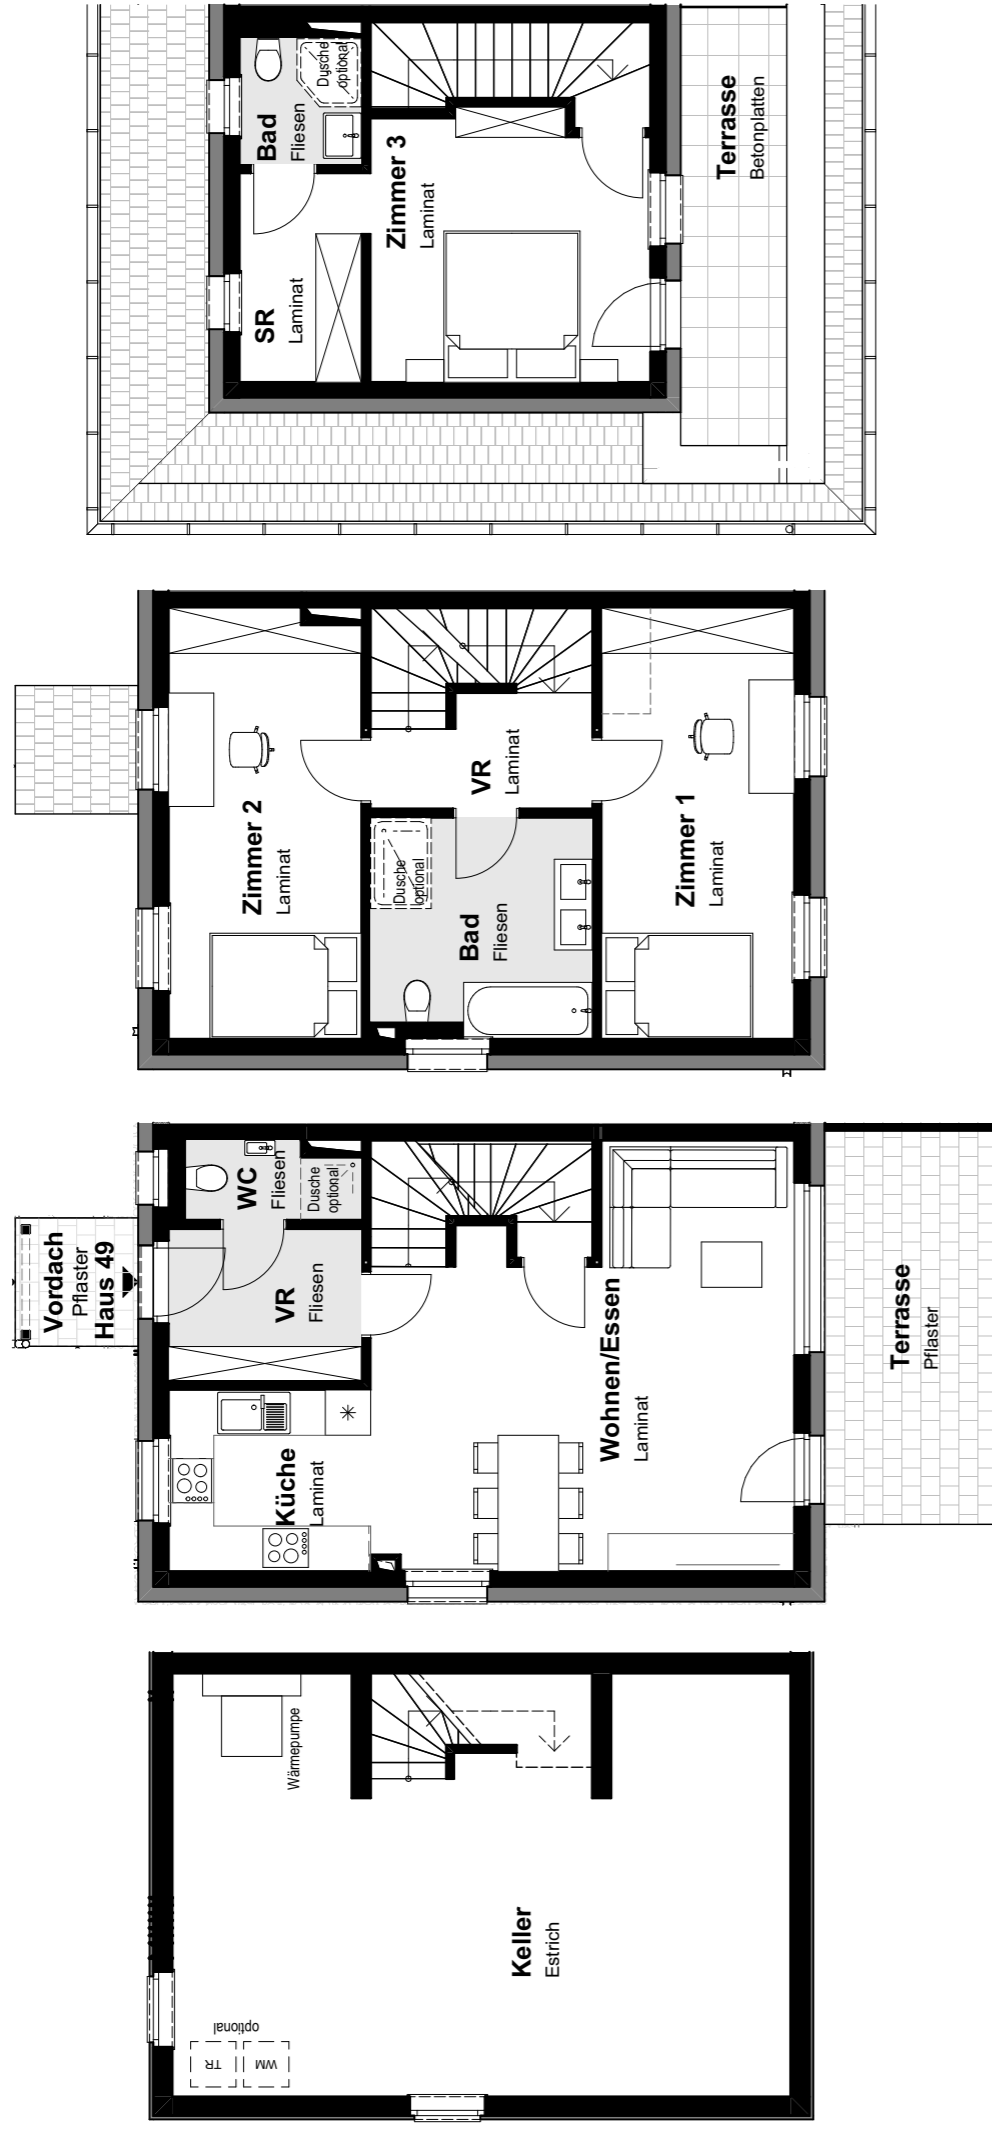 Bad
Fliesen
Dusche
optional
SR
Laminat
Zimmer 3
Laminat
Terrasse
Betonplatten
Zimmer 2
Laminat
VR
Laminat
Dusche
optional
Bad
Fliesen
Zimmer 1
Laminat
Vordach
Pflaster
Haus 49
WC
Fliesen
Dusche
optional
VR
Fliesen
Küche
Laminat
Wohnen/Essen
Laminat
Terrasse
Pflaster
Wärmepumpe
Keller
Estrich
optional
TR
WM